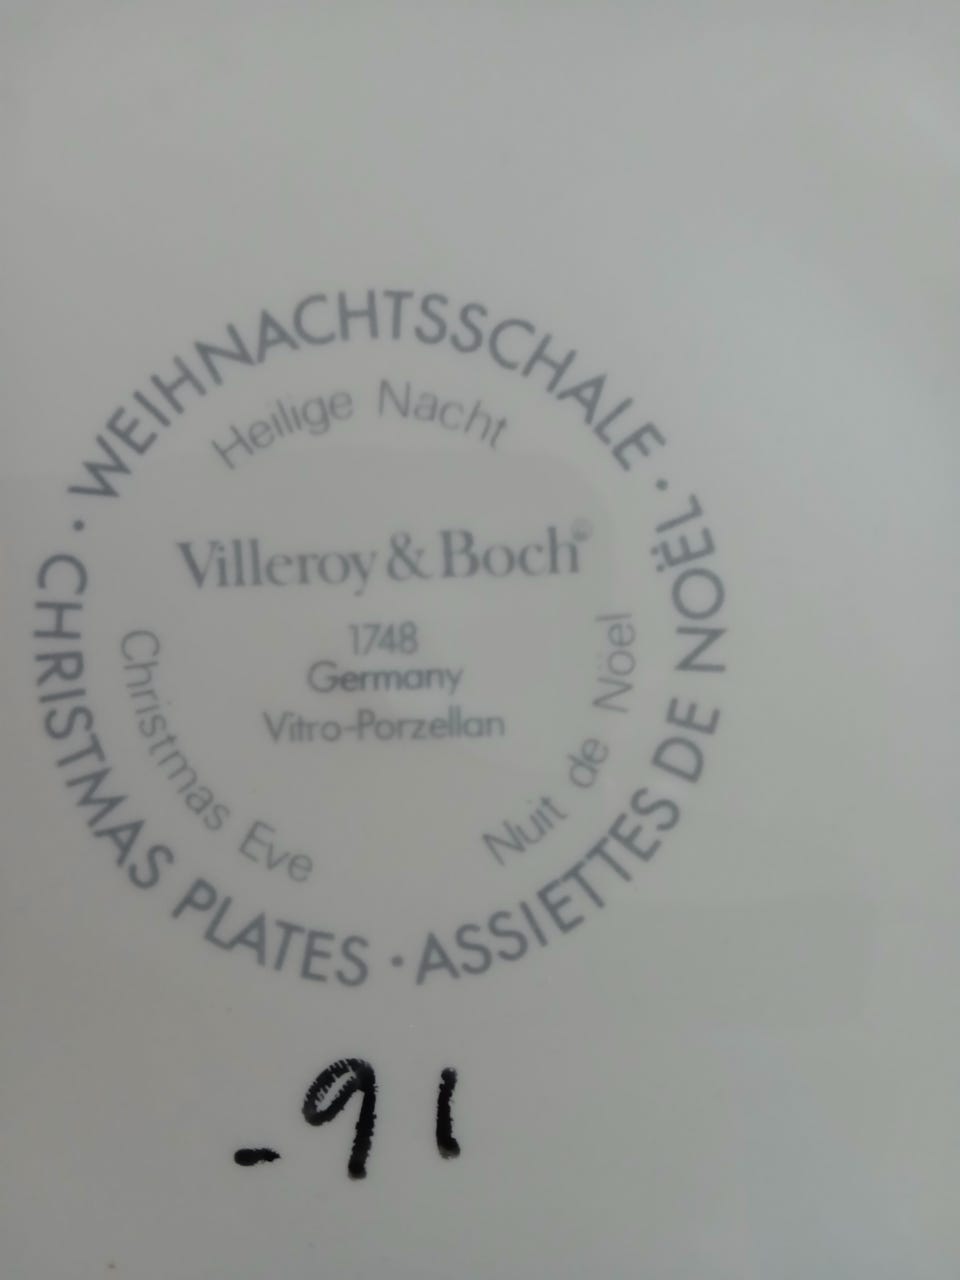 • WEIHNACHTSSCHALE • ASSIETTES DE NOËL
• CHRISTMAS PLATES
Heilige Nacht
Villeroy & Boch®
1748
Germany
Vitro-Porzellan
Christmas Eve
Nuit de Noel
-91